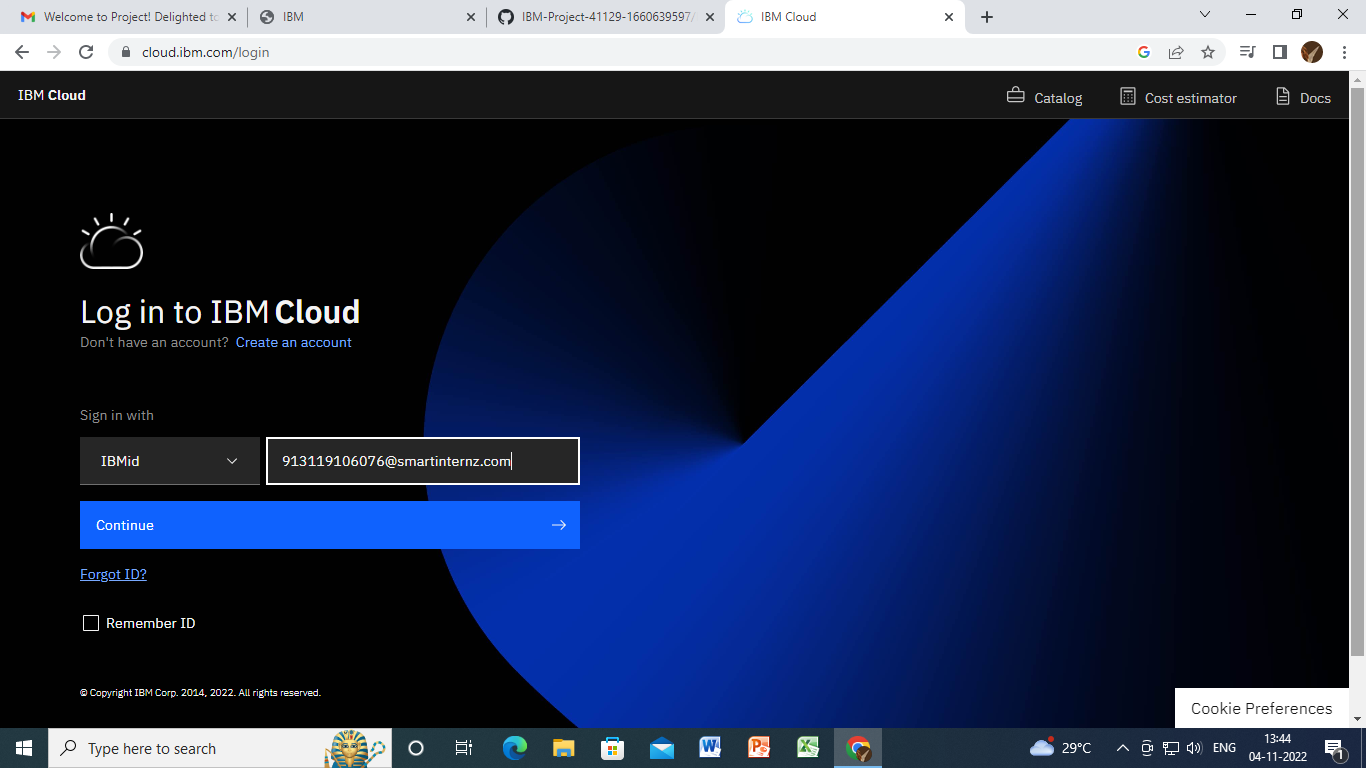 Welcome to Project! Delighted to
IBM
IBM-Project-41129-1660639597/
IBM Cloud
cloud.ibm.com/login
IBM Cloud
Catalog
Cost estimator
Docs
Log in to IBM Cloud
Don't have an account? Create an account
Sign in with
IBMid
913119106076@smartinternz.com
Continue
Forgot ID?
Remember ID
© Copyright IBM Corp. 2014, 2022. All rights reserved.
Cookie Preferences
Type here to search
29°C
ENG
13:44
04-11-2022
1